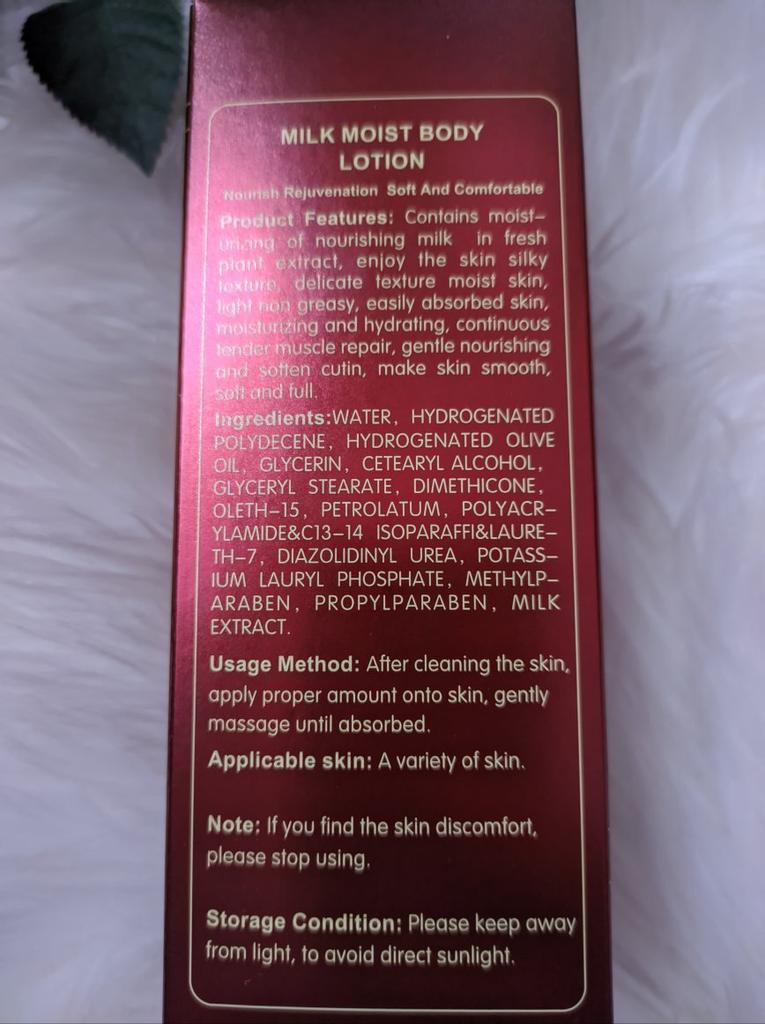 MILK MOIST BODY
LOTION
Nourish Rejuvenation Soft And Comfortable
Product Features: Contains moist-
urizing of nourishing milk in fresh
plant extract, enjoy the skin silky
texture, delicate texture moist skin,
light non greasy, easily absorbed skin,
moisturizing and hydrating, continuous
tender muscle repair, gentle nourishing
and soften cutin, make skin smooth,
soft and full.
Ingredients:WATER, HYDROGENATED
POLYDECENE, HYDROGENATED OLIVE
OIL, GLYCERIN, CETEARYL ALCOHOL,
GLYCERYL STEARATE, DIMETHICONE,
OLETH-15, PETROLATUM, POLYACR-
YLAMIDE&C13-14 ISOPARAFFI&LAURE-
TH-7, DIAZOLIDINYL UREA, POTASS-
IUM LAURYL PHOSPHATE, METHYLP-
ARABEN, PROPYLPARABEN, MILK
EXTRACT.
Usage Method: After cleaning the skin,
apply proper amount onto skin, gently
massage until absorbed.
Applicable skin: A variety of skin.
Note: If you find the skin discomfort,
please stop using.
Storage Condition: Please keep away
from light, to avoid direct sunlight.